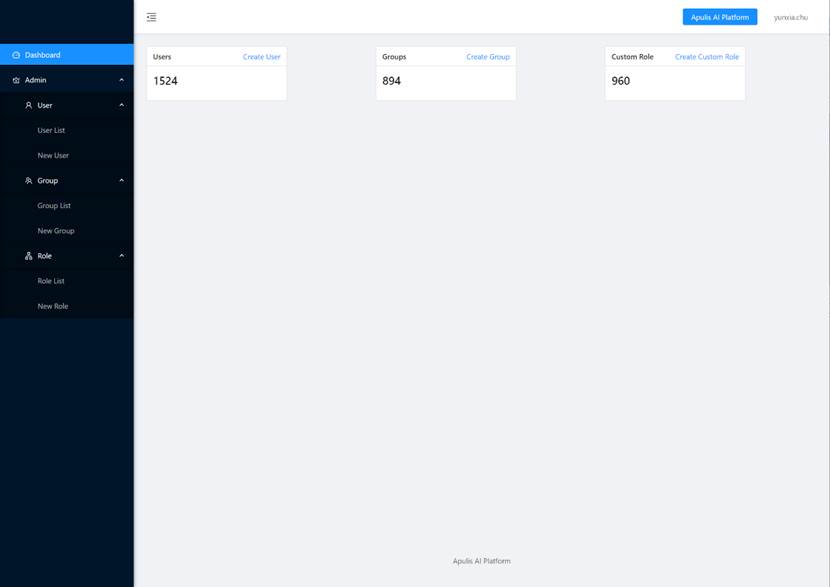 Apulis AI Platform
yunxia.chu
Dashboard
Admin
User
User List
New User
Group
Group List
New Group
Role
Role List
New Role
Users
Create User
1524
Groups
Create Group
894
Custom Role
Create Custom Role
960
Apulis AI Platform